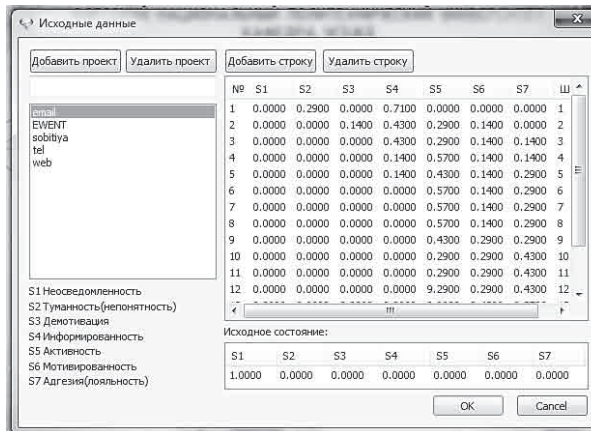 Исходные данные
Добавить проект Удалить проект Добавить строку Удалить строку
email
EWENT
sobitiya
tel
web
S1 Неосведомленность
S2 Туманность(непонятность)
S3 Демотивация
S4 Информированность
S5 Активность
S6 Мотивированность
S7 Адгезия(лояльность)
№ S1 S2 S3 S4 S5 S6 S7 Ш
1 0.0000 0.2900 0.0000 0.7100 0.0000 0.0000 0.0000 1
2 0.0000 0.0000 0.1400 0.4300 0.2900 0.1400 0.0000 2
3 0.0000 0.0000 0.0000 0.4300 0.2900 0.1400 0.1400 3
4 0.0000 0.0000 0.0000 0.1400 0.5700 0.1400 0.1400 4
5 0.0000 0.0000 0.0000 0.1400 0.4300 0.1400 0.2900 5
6 0.0000 0.0000 0.0000 0.0000 0.5700 0.1400 0.2900 6
7 0.0000 0.0000 0.0000 0.0000 0.5700 0.1400 0.2900 7
8 0.0000 0.0000 0.0000 0.0000 0.5700 0.1400 0.2900 8
9 0.0000 0.0000 0.0000 0.0000 0.4300 0.2900 0.2900 9
10 0.0000 0.0000 0.0000 0.0000 0.2900 0.2900 0.4300 10
11 0.0000 0.0000 0.0000 0.0000 0.2900 0.2900 0.4300 11
12 0.0000 0.0000 0.0000 0.0000 9.2900 0.2900 0.4300 12
Исходное состояние:
S1 S2 S3 S4 S5 S6 S7
1.0000 0.0000 0.0000 0.0000 0.0000 0.0000 0.0000
OK Cancel